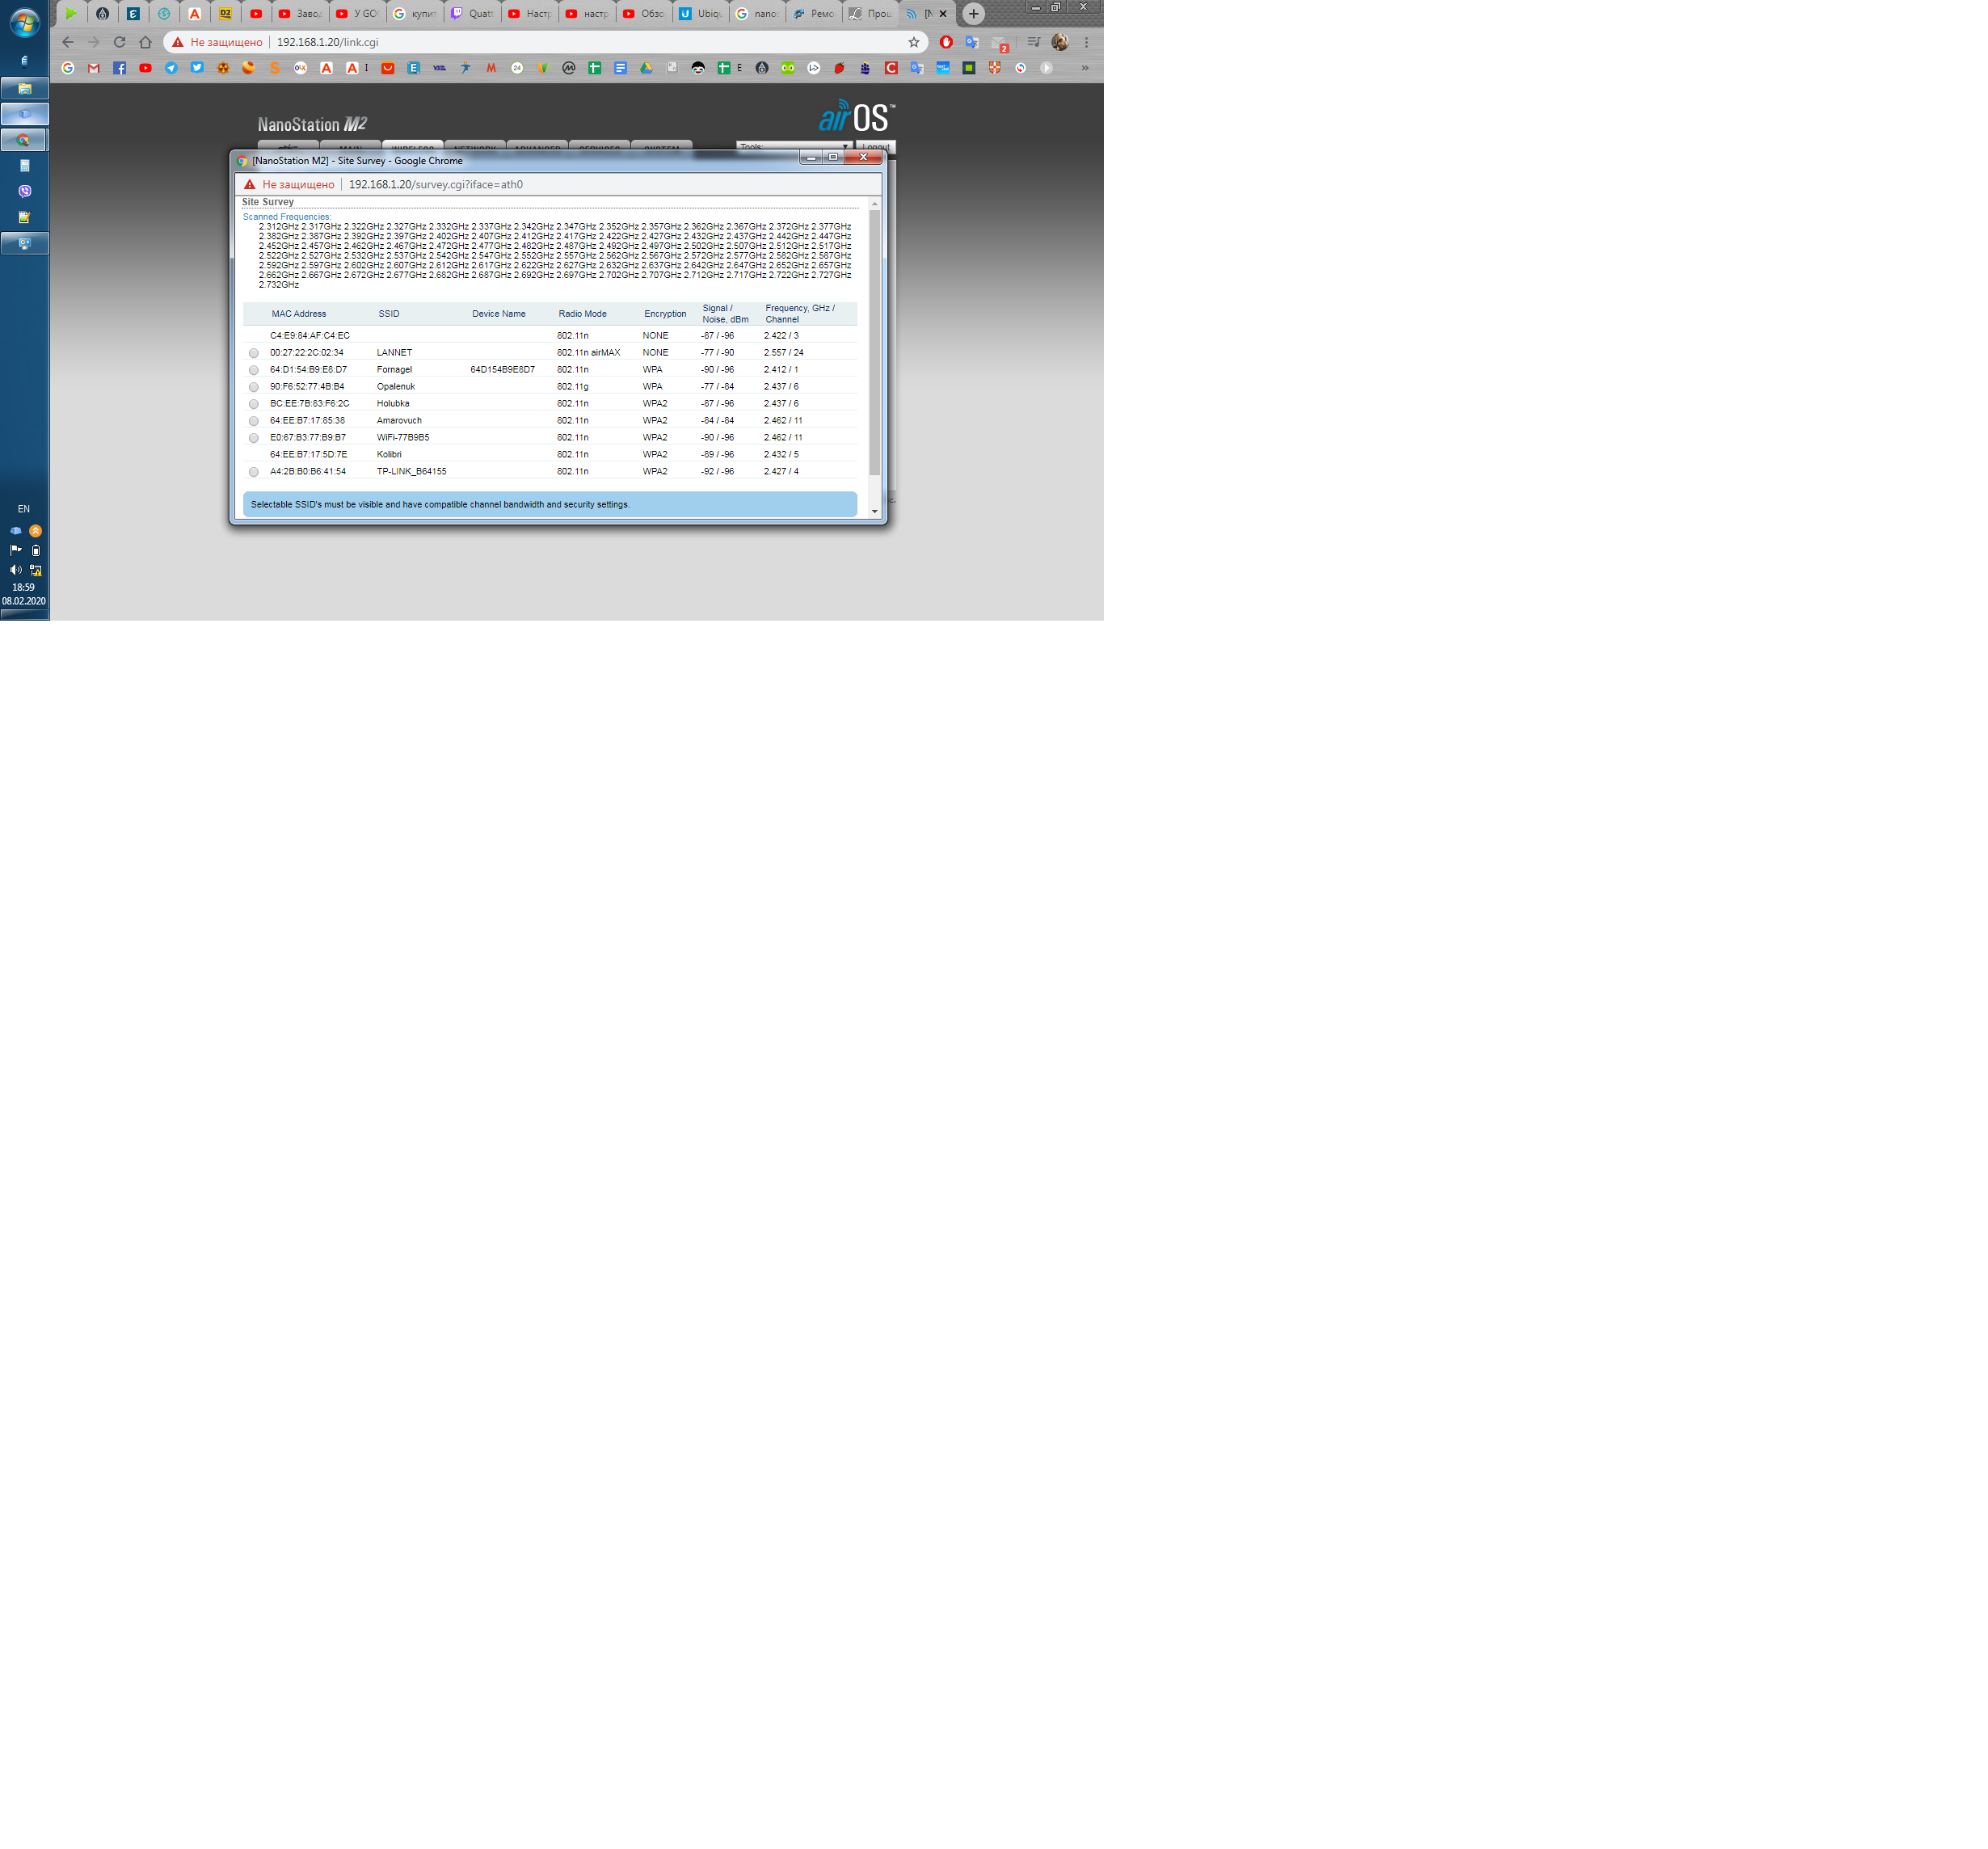 Завод
У GO
купит
Quatt
Настр
настр
Обзо
Ubiqu
nano
Ремо
Прош
[N
Не защищено 192.168.1.20/link.cgi
2
NanoStation M2
airOS™
MAIN WIRELESS NETWORK ADVANCED SERVICES SYSTEM Tools: Logout
[NanoStation M2] - Site Survey - Google Chrome
Не защищено 192.168.1.20/survey.cgi?iface=ath0
Site Survey
Scanned Frequencies:
2.312GHz 2.317GHz 2.322GHz 2.327GHz 2.332GHz 2.337GHz 2.342GHz 2.347GHz 2.352GHz 2.357GHz 2.362GHz 2.367GHz 2.372GHz 2.377GHz
2.382GHz 2.387GHz 2.392GHz 2.397GHz 2.402GHz 2.407GHz 2.412GHz 2.417GHz 2.422GHz 2.427GHz 2.432GHz 2.437GHz 2.442GHz 2.447GHz
2.452GHz 2.457GHz 2.462GHz 2.467GHz 2.472GHz 2.477GHz 2.482GHz 2.487GHz 2.492GHz 2.497GHz 2.502GHz 2.507GHz 2.512GHz 2.517GHz
2.522GHz 2.527GHz 2.532GHz 2.537GHz 2.542GHz 2.547GHz 2.552GHz 2.557GHz 2.562GHz 2.567GHz 2.572GHz 2.577GHz 2.582GHz 2.587GHz
2.592GHz 2.597GHz 2.602GHz 2.607GHz 2.612GHz 2.617GHz 2.622GHz 2.627GHz 2.632GHz 2.637GHz 2.642GHz 2.647GHz 2.652GHz 2.657GHz
2.662GHz 2.667GHz 2.672GHz 2.677GHz 2.682GHz 2.687GHz 2.692GHz 2.697GHz 2.702GHz 2.707GHz 2.712GHz 2.717GHz 2.722GHz 2.727GHz
2.732GHz
MAC Address SSID Device Name Radio Mode Encryption Signal / Noise, dBm Frequency, GHz / Channel
C4:E9:84:AF:C4:EC 802.11n NONE -87 / -96 2.422 / 3
00:27:22:2C:02:34 LANNET 802.11n airMAX NONE -77 / -90 2.557 / 24
64:D1:54:B9:E8:D7 Fornagel 64D154B9E8D7 802.11n WPA -90 / -96 2.412 / 1
90:F6:52:77:4B:B4 Opalenuk 802.11g WPA -77 / -84 2.437 / 6
BC:EE:7B:83:F6:2C Holubka 802.11n WPA2 -87 / -96 2.437 / 6
64:EE:B7:17:85:38 Amarovuch 802.11n WPA2 -84 / -84 2.462 / 11
E0:67:B3:77:B9:B7 WiFi-77B9B5 802.11n WPA2 -90 / -96 2.462 / 11
64:EE:B7:17:5D:7E Kolibri 802.11n WPA2 -89 / -96 2.432 / 5
A4:2B:B0:B6:41:54 TP-LINK_B64155 802.11n WPA2 -92 / -96 2.427 / 4
Selectable SSID's must be visible and have compatible channel bandwidth and security settings.
EN
18:59
08.02.2020